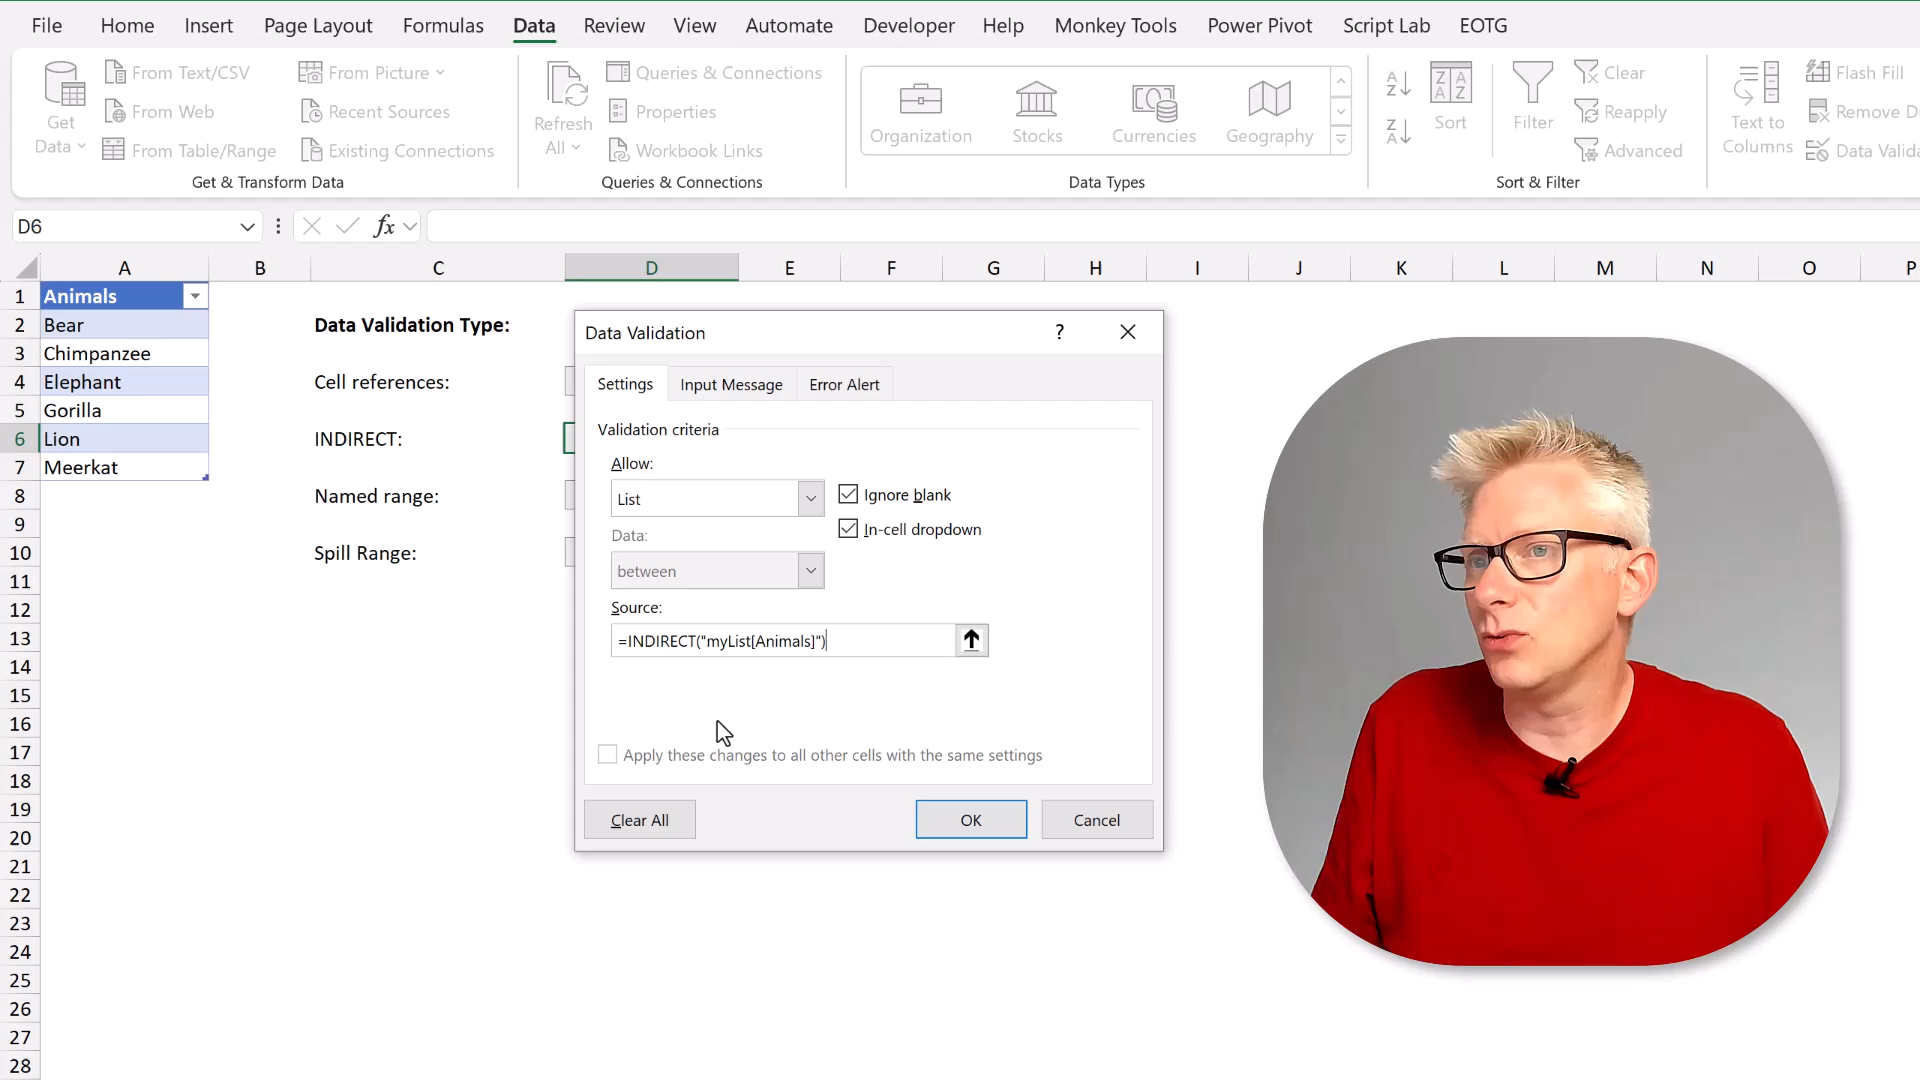 File Home Insert Page Layout Formulas Data Review View Automate Developer Help Monkey Tools Power Pivot Script Lab EOTG
Get Data
From Text/CSV
From Web
From Table/Range
From Picture
Recent Sources
Existing Connections
Get & Transform Data
Refresh All
Queries & Connections
Properties
Workbook Links
Queries & Connections
Organization
Stocks
Currencies
Geography
Data Types
Sort
Filter
Clear
Reapply
Advanced
Sort & Filter
Text to Columns
Flash Fill
Remove D
Data Valida
D6
fx
A B C D E F G H I J K L M N O P
1 Animals
2 Bear
3 Chimpanzee
4 Elephant
5 Gorilla
6 Lion
7 Meerkat
8
9
10
11
12
13
14
15
16
17
18
19
20
21
22
23
24
25
26
27
28
Data Validation Type:
Cell references:
INDIRECT:
Named range:
Spill Range:
Data Validation ?
Settings Input Message Error Alert
Validation criteria
Allow:
List
Ignore blank
In-cell dropdown
Data:
between
Source:
=INDIRECT("myList[Animals]")
Apply these changes to all other cells with the same settings
Clear All OK Cancel